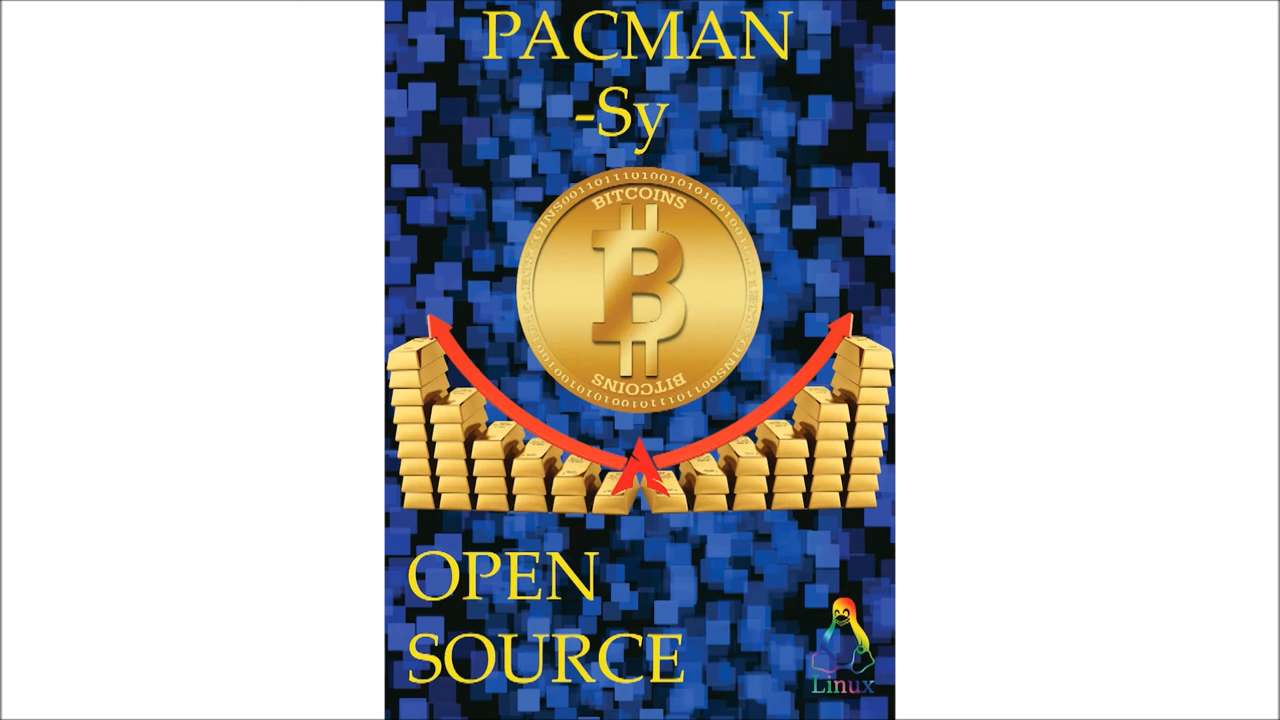 PACMAN
-Sy
BITCOINS
BITCOINS
OPEN
SOURCE
Linux